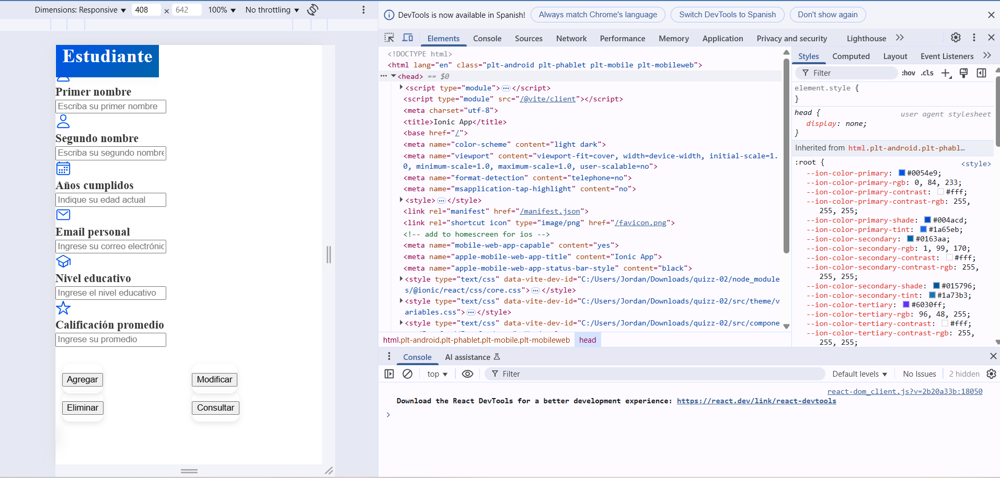 Dimensions: Responsive ▼ 408 × 642 100% ▼ No throttling ▼
Estudiante
Primer nombre
Escriba su primer nombre
Segundo nombre
Escriba su segundo nombre
Años cumplidos
Indique su edad actual
Email personal
Ingrese su correo electrónic
Nivel educativo
Ingrese el nivel educativo
Calificación promedio
Ingrese su promedio
Agregar Modificar
Eliminar Consultar
DevTools is now available in Spanish! Always match Chrome's language Switch DevTools to Spanish Don't show again
Elements Console Sources Network Performance Memory Application Privacy and security Lighthouse
<!DOCTYPE html>
<html lang="en" class="plt-android plt-phablet plt-mobile plt-mobileweb">
<head> == $0
<script type="module"> … </script>
<script type="module" src="/@vite/client"></script>
<meta charset="utf-8">
<title>Ionic App</title>
<base href="/">
<meta name="color-scheme" content="light dark">
<meta name="viewport" content="viewport-fit=cover, width=device-width, initial-scale=1.
0, minimum-scale=1.0, maximum-scale=1.0, user-scalable=no">
<meta name="format-detection" content="telephone=no">
<meta name="msapplication-tap-highlight" content="no">
<style> … </style>
<link rel="manifest" href="/manifest.json">
<link rel="shortcut icon" type="image/png" href="/favicon.png">
<!-- add to homescreen for ios -->
<meta name="mobile-web-app-capable" content="yes">
<meta name="apple-mobile-web-app-title" content="Ionic App">
<meta name="apple-mobile-web-app-status-bar-style" content="black">
<style type="text/css" data-vite-dev-id="C:/Users/Jordan/Downloads/quizz-02/node_module
s/@ionic/react/css/core.css"> … </style>
<style type="text/css" data-vite-dev-id="C:/Users/Jordan/Downloads/quizz-02/src/theme/v
ariables.css"> … </style>
<style type="text/css" data-vite-dev-id="C:/Users/Jordan/Downloads/quizz-02/src/compone
html.plt-android.plt-phablet.plt-mobile.plt-mobileweb head
Styles Computed Layout Event Listeners
Filter :hov .cls
element.style {
}
head { user agent stylesheet
display: none;
}
Inherited from html.plt-android.plt-phabl…
:root { <style>
--ion-color-primary: #0054e9;
--ion-color-primary-rgb: 0, 84, 233;
--ion-color-primary-contrast: #fff;
--ion-color-primary-contrast-rgb: 255,
255, 255;
--ion-color-primary-shade: #004acd;
--ion-color-primary-tint: #1a65eb;
--ion-color-secondary: #0163aa;
--ion-color-secondary-rgb: 1, 99, 170;
--ion-color-secondary-contrast: #fff;
--ion-color-secondary-contrast-rgb: 255,
255, 255;
--ion-color-secondary-shade: #015796;
--ion-color-secondary-tint: #1a73b3;
--ion-color-tertiary: #6030ff;
--ion-color-tertiary-rgb: 96, 48, 255;
--ion-color-tertiary-contrast: #fff;
--ion-color-tertiary-contrast-rgb: 255,
255, 255;
Console AI assistance
top ▼ Filter Default levels ▼ No Issues 2 hidden
react-dom_client.js?v=2b20a33b:18050
Download the React DevTools for a better development experience: https://react.dev/link/react-devtools